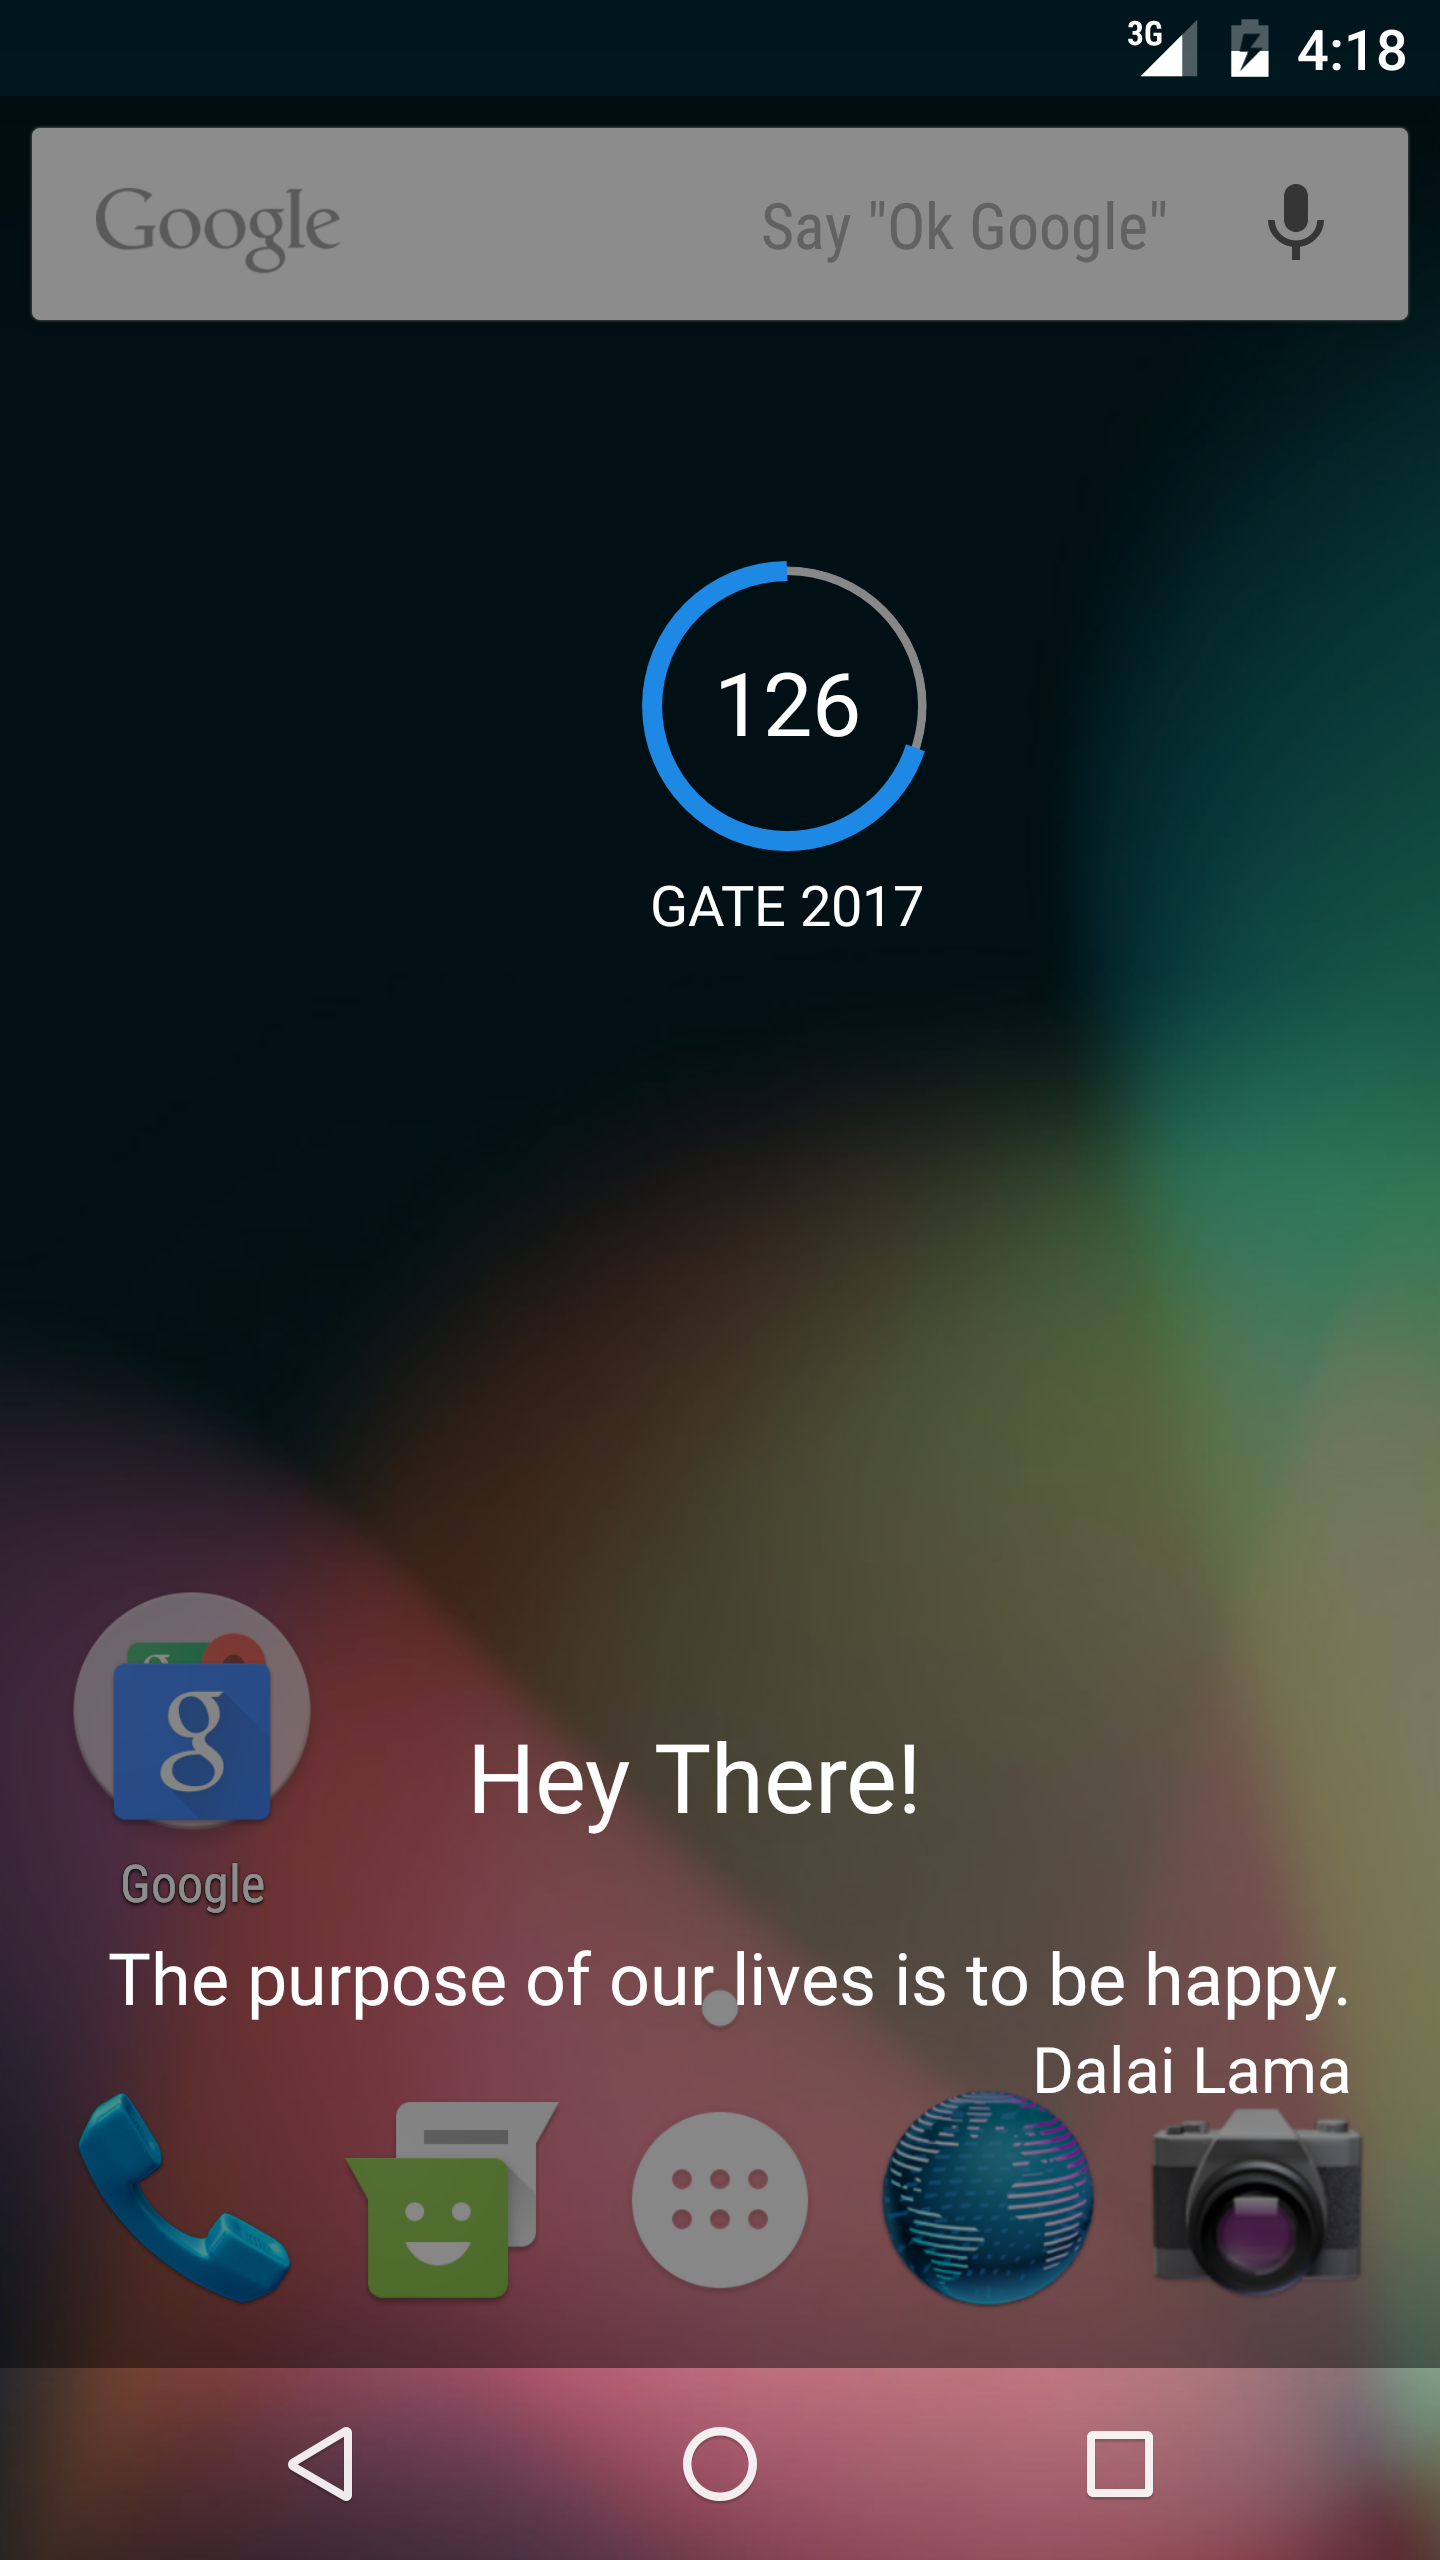 3G 4:18
Google Say "Ok Google"
126
GATE 2017
g
g
Hey There!
Google
The purpose of our lives is to be happy.
Dalai Lama